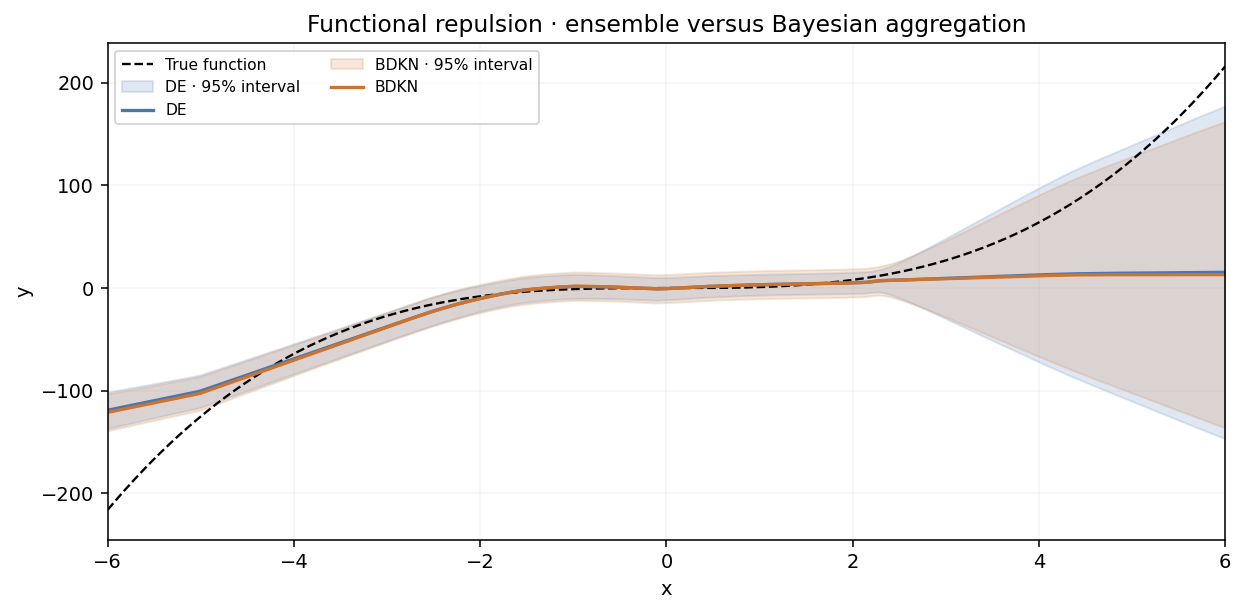 Functional repulsion · ensemble versus Bayesian aggregation
True function
DE · 95% interval
DE
BDKN · 95% interval
BDKN
200
100
0
−100
−200
y
−6
−4
−2
0
2
4
6
x